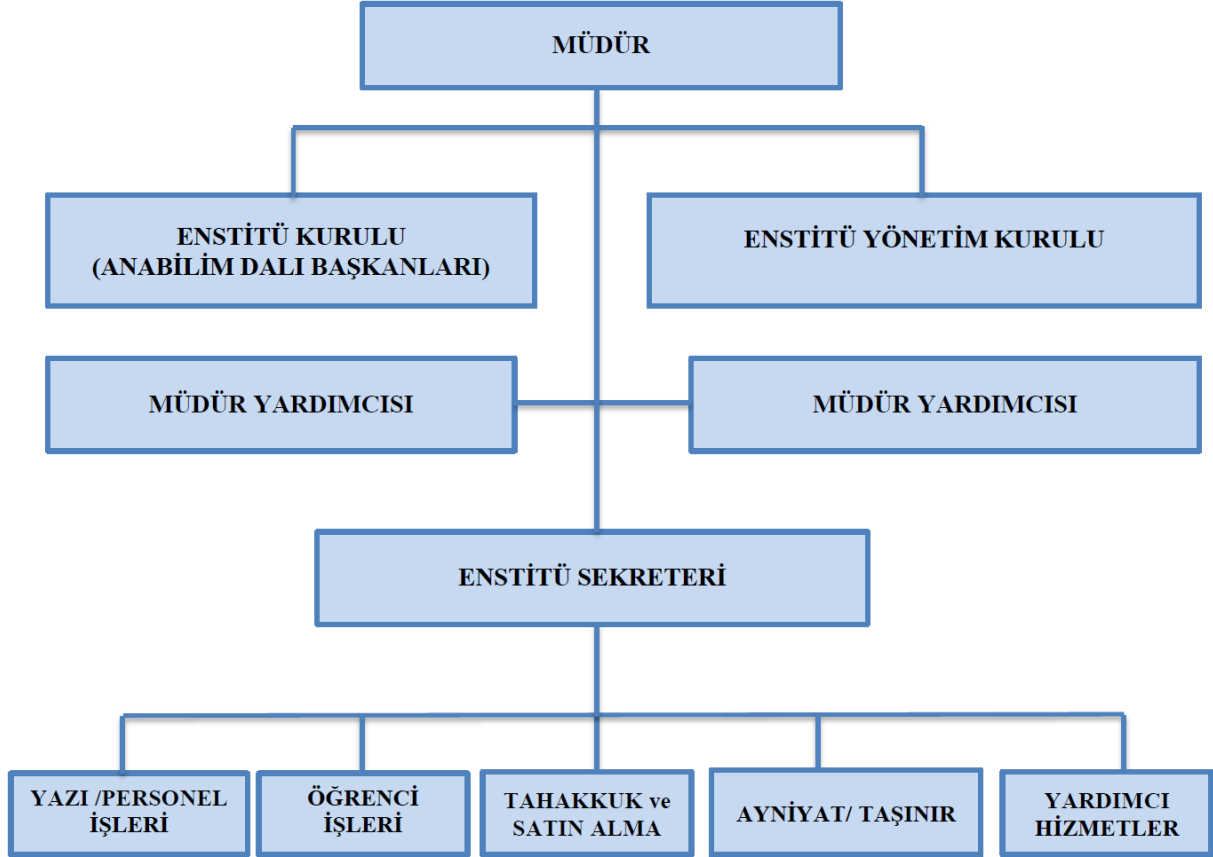 MÜDÜR
ENSTİTÜ KURULU
(ANABİLİM DALI BAŞKANLARI)
ENSTİTÜ YÖNETİM KURULU
MÜDÜR YARDIMCISI
MÜDÜR YARDIMCISI
ENSTİTÜ SEKRETERİ
YAZI /PERSONEL
İŞLERİ
ÖĞRENCİ
İŞLERİ
TAHAKKUK ve
SATIN ALMA
AYNİYAT/ TAŞINIR
YARDIMCI
HİZMETLER